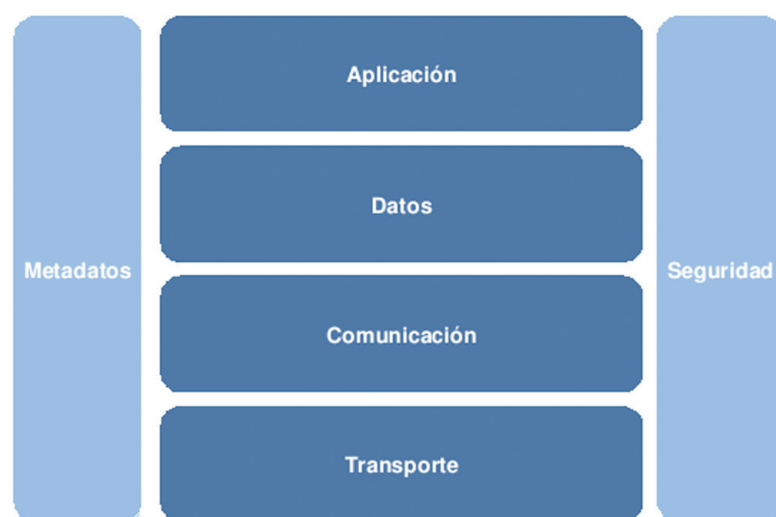 Aplicación
Datos
Metadatos
Seguridad
Comunicación
Transporte